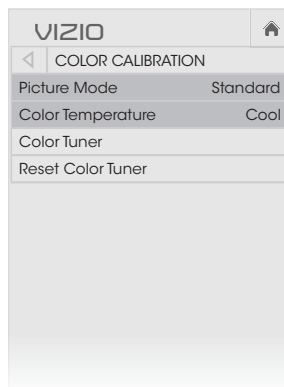 VIZIO
COLOR CALIBRATION
Picture Mode Standard
Color Temperature Cool
Color Tuner
Reset Color Tuner